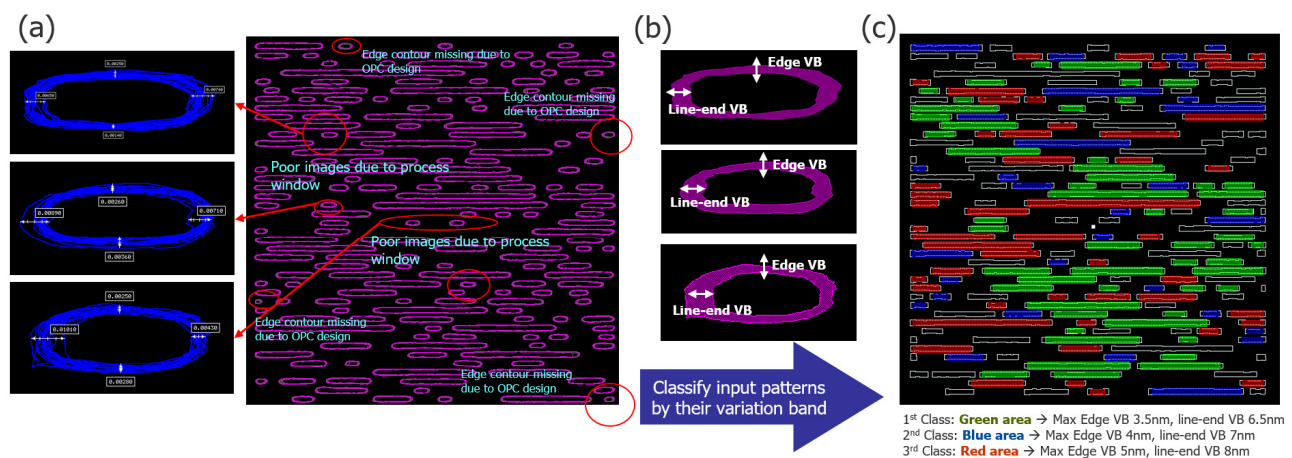 (a)
0.00250
0.00650
0.00740
0.00140
0.00890
0.00710
0.00260
0.00360
0.00250
0.01010
0.00430
0.00280
Edge contour missing due to
OPC design
Edge contour missing
due to OPC design
Poor images due to process
window
Poor images due to process
window
Edge contour missing
due to OPC design
Edge contour missing
due to OPC design
(b)
Edge VB
Line-end VB
Edge VB
Line-end VB
Edge VB
Line-end VB
Classify input patterns
by their variation band
(c)
1st Class: Green area → Max Edge VB 3.5nm, line-end VB 6.5nm
2nd Class: Blue area → Max Edge VB 4nm, line-end VB 7nm
3rd Class: Red area → Max Edge VB 5nm, line-end VB 8nm